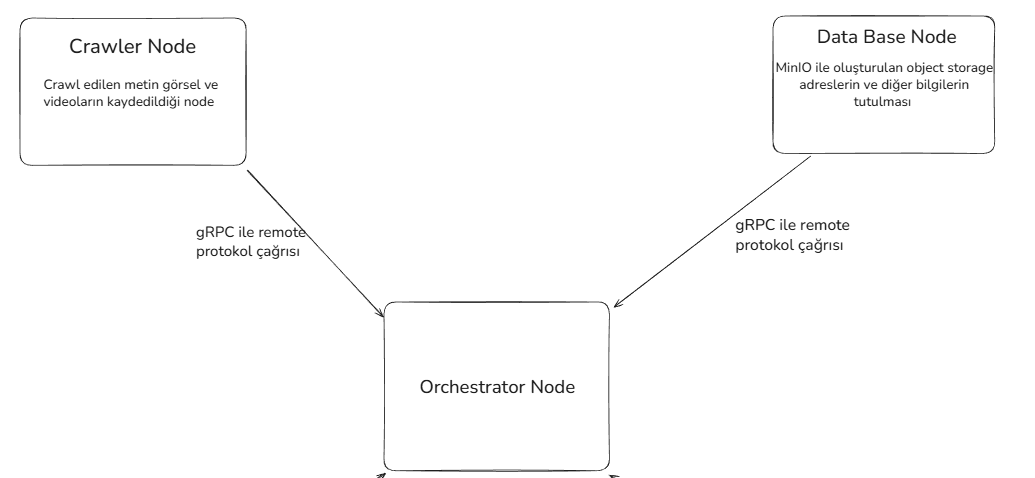 Crawler Node
Crawl edilen metin görsel ve
videoların kaydedildiği node
Data Base Node
MinIO ile oluşturulan object storage
adreslerin ve diğer bilgilerin
tutulması
gRPC ile remote
protokol çağrısı
gRPC ile remote
protokol çağrısı
Orchestrator Node